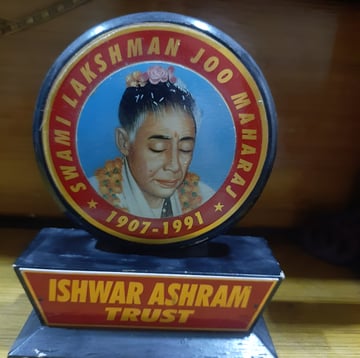 SWAMI LAKSHMAN JOO MAHARAJ
★ 1907-1991 ★
ISHWAR ASHRAM
TRUST